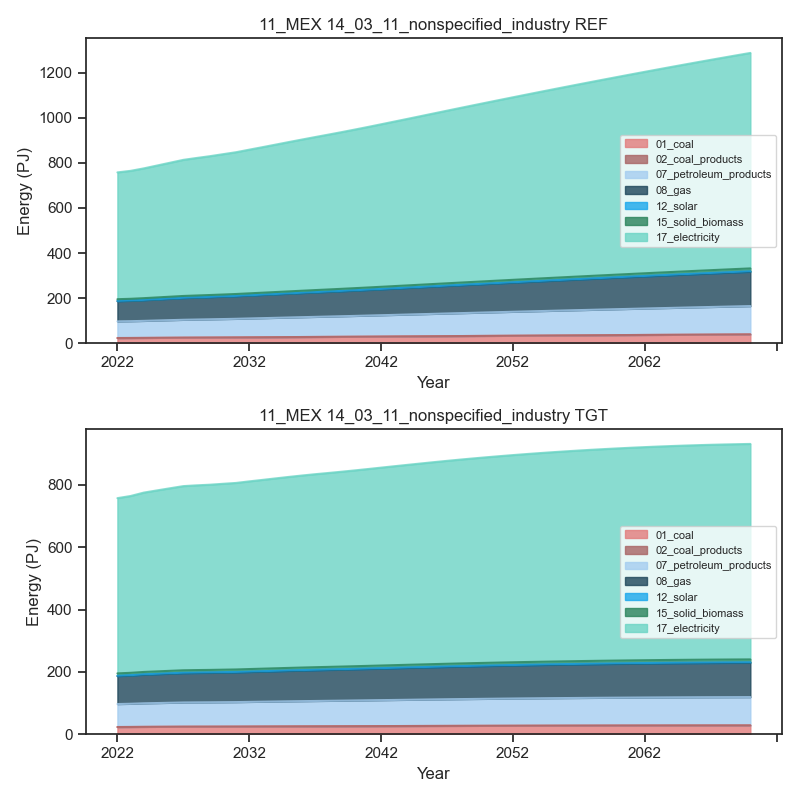 11_MEX 14_03_11_nonspecified_industry REF
1200
1000
800
600
400
200
0
Energy (PJ)
01_coal
02_coal_products
07_petroleum_products
08_gas
12_solar
15_solid_biomass
17_electricity
2022 2032 2042 2052 2062
Year
11_MEX 14_03_11_nonspecified_industry TGT
800
600
400
200
0
Energy (PJ)
01_coal
02_coal_products
07_petroleum_products
08_gas
12_solar
15_solid_biomass
17_electricity
2022 2032 2042 2052 2062
Year